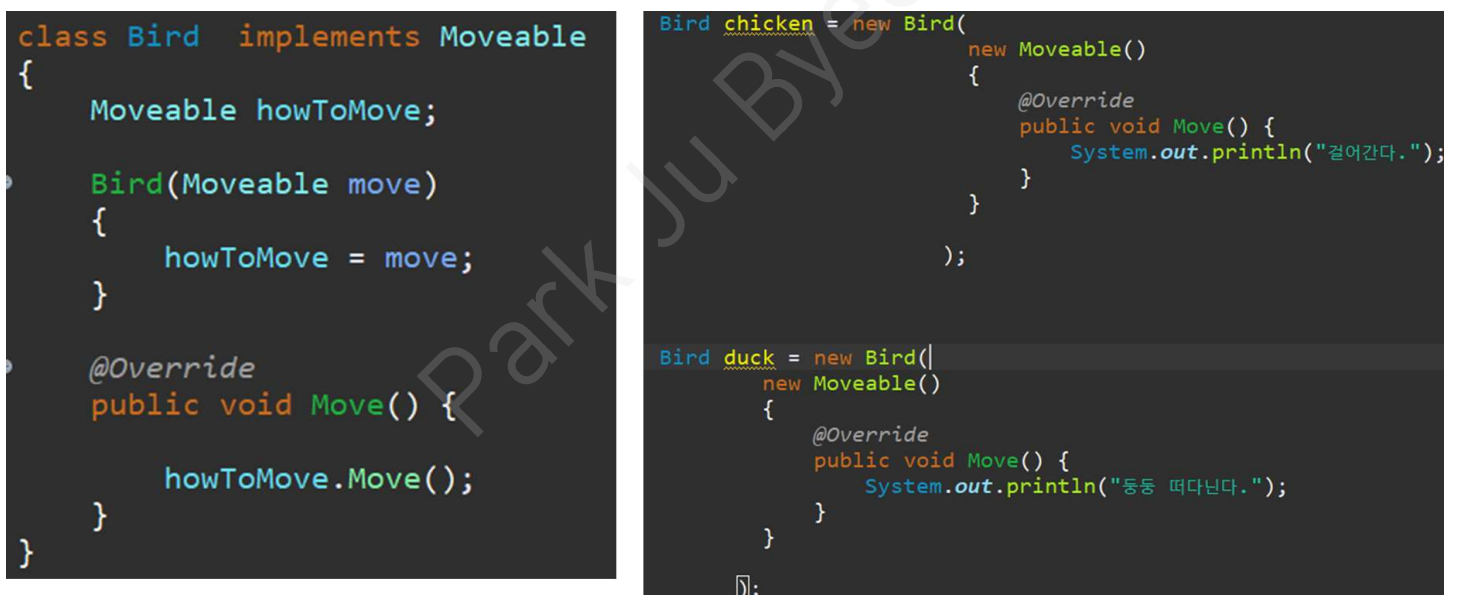 class Bird  implements Moveable
{
    Moveable howToMove;
    Bird(Moveable move)
    {
        howToMove = move;
    }
    @Override
    public void Move() {
        howToMove.Move();
    }
}
Bird chicken = new Bird(
new Moveable()
{
    @Override
    public void Move() {
        System.out.println("걸어간다.");
    }
}
);
Bird duck = new Bird(
new Moveable()
{
    @Override
    public void Move() {
        System.out.println("둥둥 떠다닌다.");
    }
}
);
Park Ju